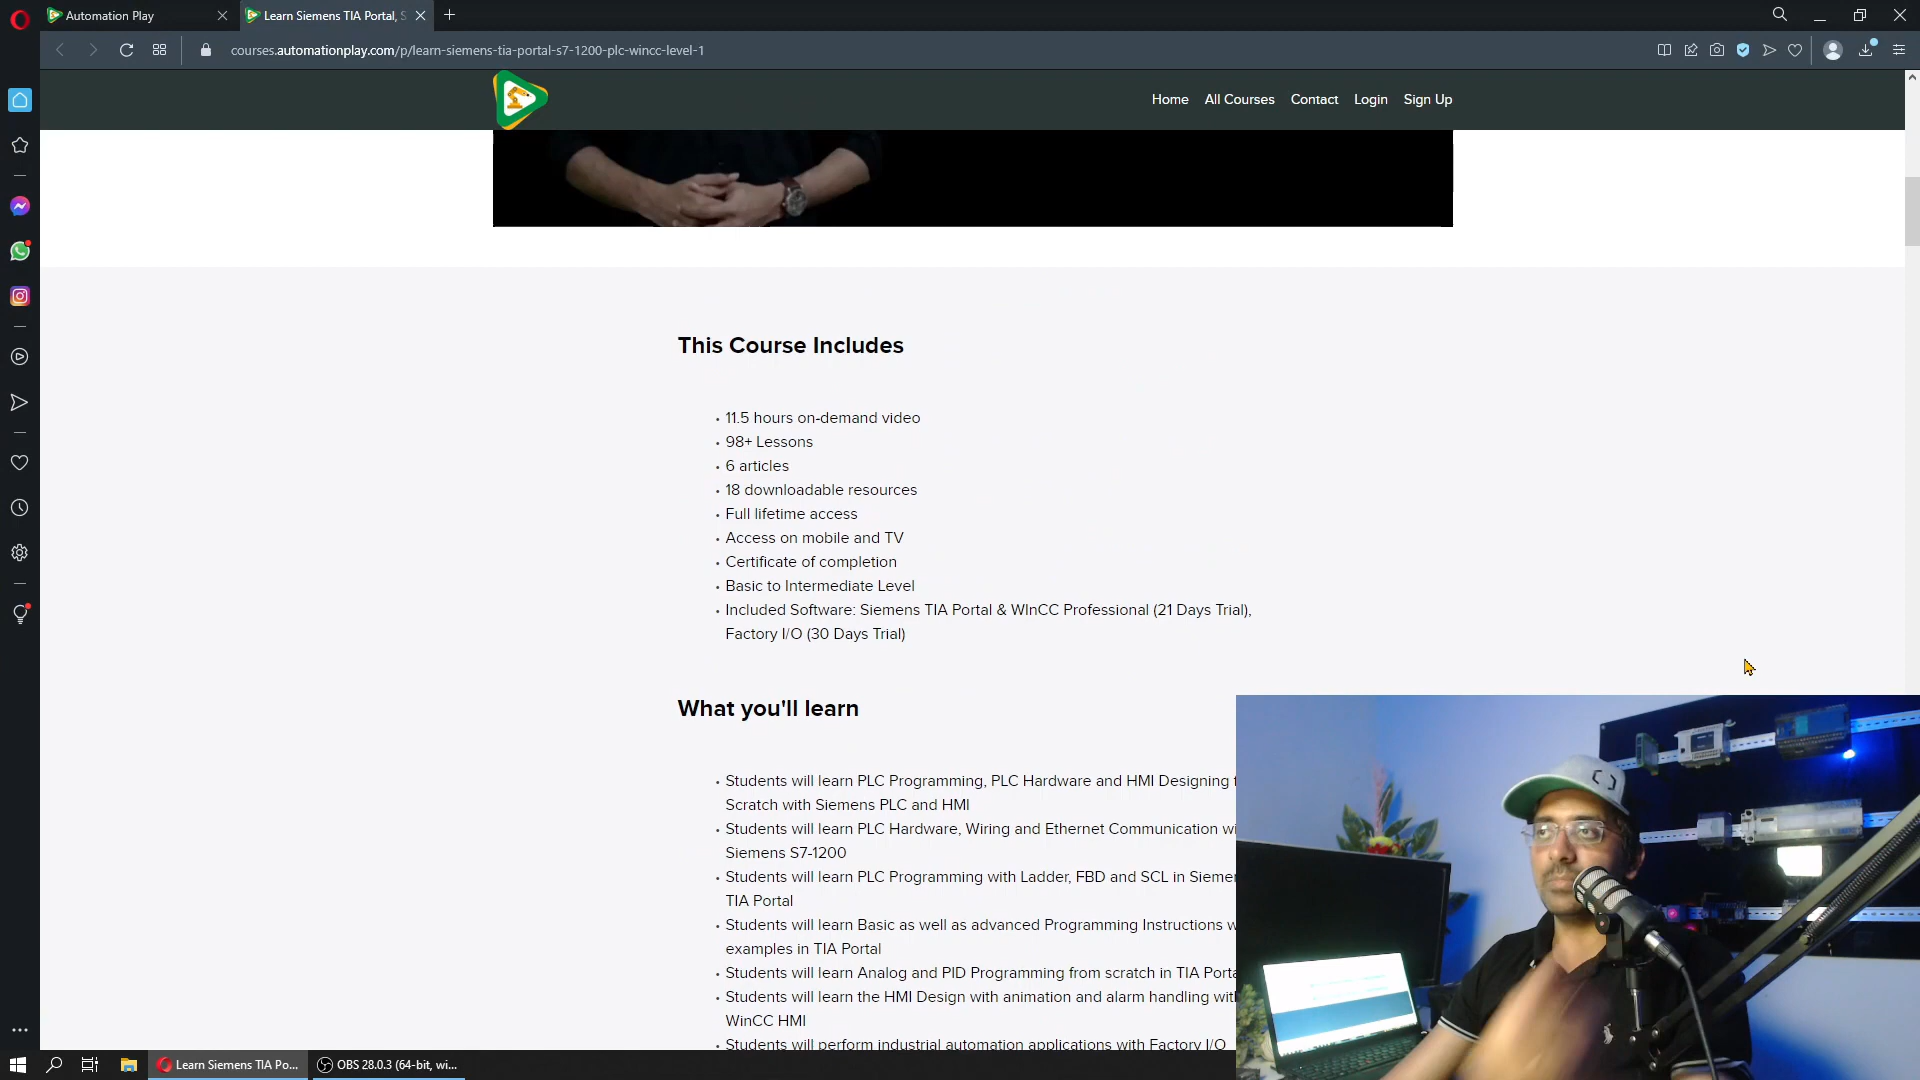 Automation Play
Learn Siemens TIA Portal, S
courses.automationplay.com/p/learn-siemens-tia-portal-s7-1200-plc-wincc-level-1
Home All Courses Contact Login Sign Up
This Course Includes
• 11.5 hours on-demand video
• 98+ Lessons
• 6 articles
• 18 downloadable resources
• Full lifetime access
• Access on mobile and TV
• Certificate of completion
• Basic to Intermediate Level
• Included Software: Siemens TIA Portal & WInCC Professional (21 Days Trial),
Factory I/O (30 Days Trial)
What you'll learn
• Students will learn PLC Programming, PLC Hardware and HMI Designing
Scratch with Siemens PLC and HMI
• Students will learn PLC Hardware, Wiring and Ethernet Communication wi
Siemens S7-1200
• Students will learn PLC Programming with Ladder, FBD and SCL in Siemen
TIA Portal
• Students will learn Basic as well as advanced Programming Instructions w
examples in TIA Portal
• Students will learn Analog and PID Programming from scratch in TIA Porta
• Students will learn the HMI Design with animation and alarm handling wit
WinCC HMI
• Students will perform industrial automation applications with Factory I/O
Learn Siemens TIA Po...
OBS 28.0.3 (64-bit, wi...